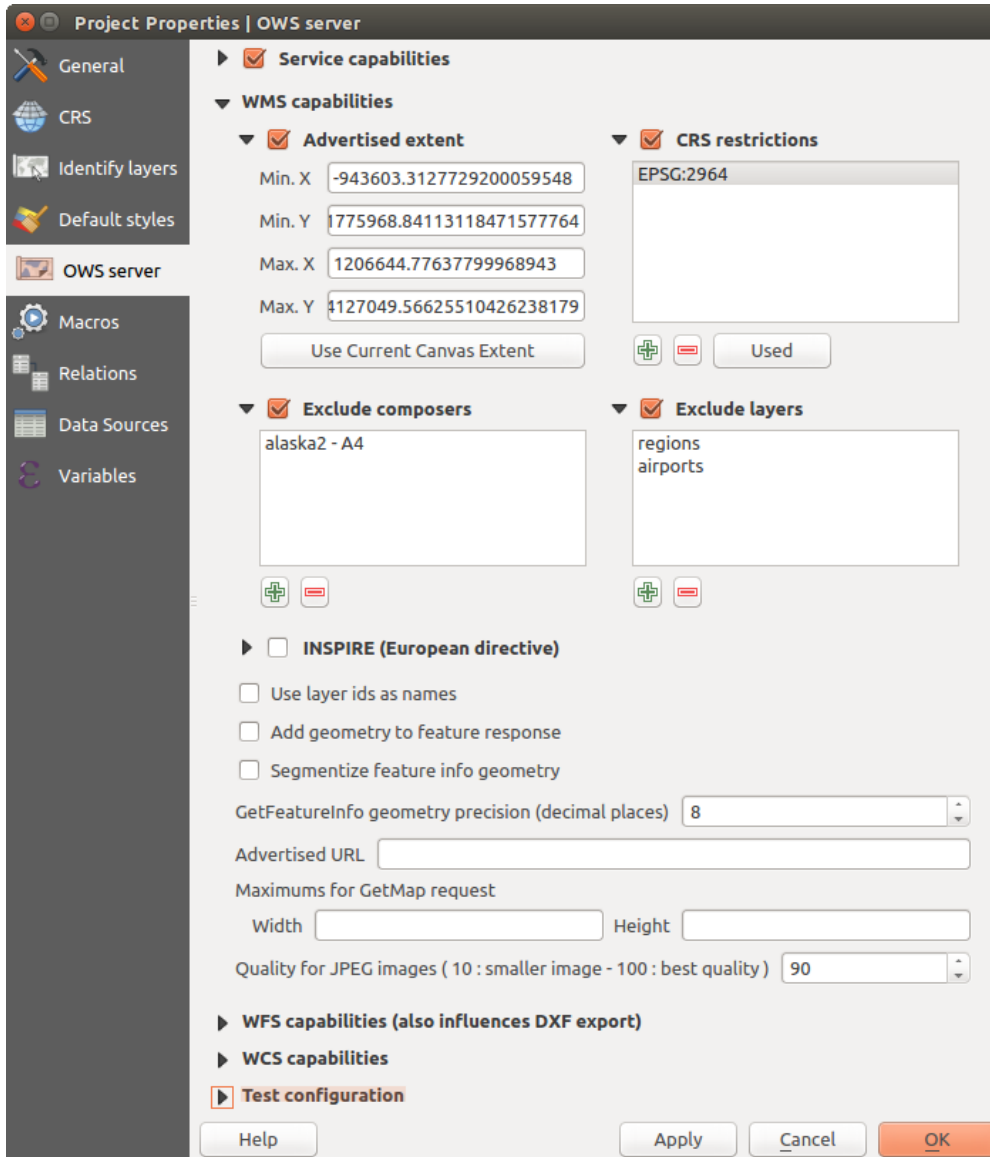 Project Properties | OWS server
General
CRS
Identify layers
Default styles
OWS server
Macros
Relations
Data Sources
Variables
Service capabilities
WMS capabilities
Advertised extent
Min. X -943603.3127729200059548
Min. Y 1775968.84113118471577764
Max. X 1206644.77637799968943
Max. Y 4127049.56625510426238179
Use Current Canvas Extent
CRS restrictions
EPSG:2964
Used
Exclude composers
alaska2 - A4
Exclude layers
regions
airports
INSPIRE (European directive)
Use layer ids as names
Add geometry to feature response
Segmentize feature info geometry
GetFeatureInfo geometry precision (decimal places) 8
Advertised URL
Maximums for GetMap request
Width Height
Quality for JPEG images ( 10 : smaller image - 100 : best quality ) 90
WFS capabilities (also influences DXF export)
WCS capabilities
Test configuration
Help Apply Cancel OK